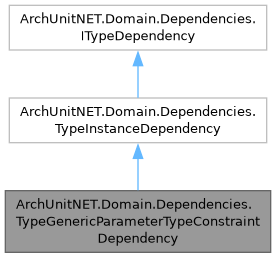 ArchUnitNET.Domain.Dependencies.
ITypeDependency
ArchUnitNET.Domain.Dependencies.
TypeInstanceDependency
ArchUnitNET.Domain.Dependencies.
TypeGenericParameterTypeConstraint
Dependency